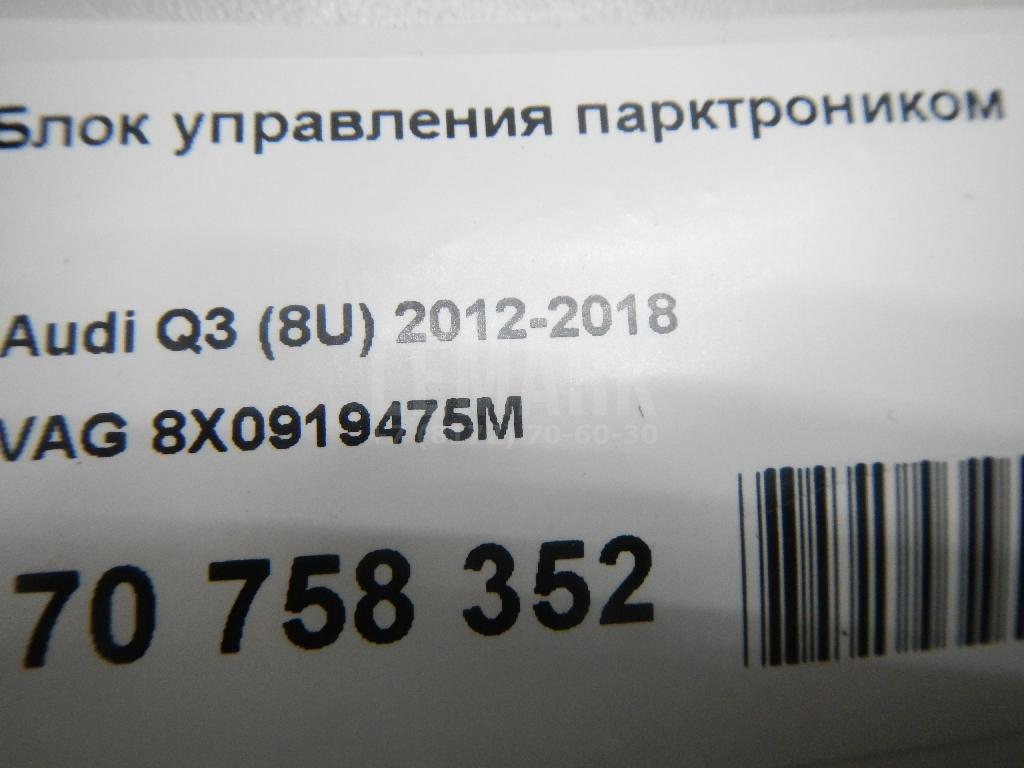 Блок управления парктроником
Audi Q3 (8U) 2012-2018
VAG 8X0919475M
70 758 352